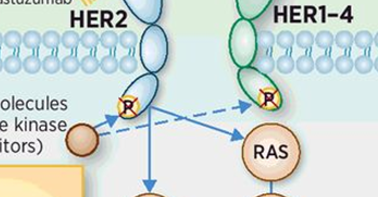 HER2
HER1–4
P
P
olecules
e kinase
itors)
RAS